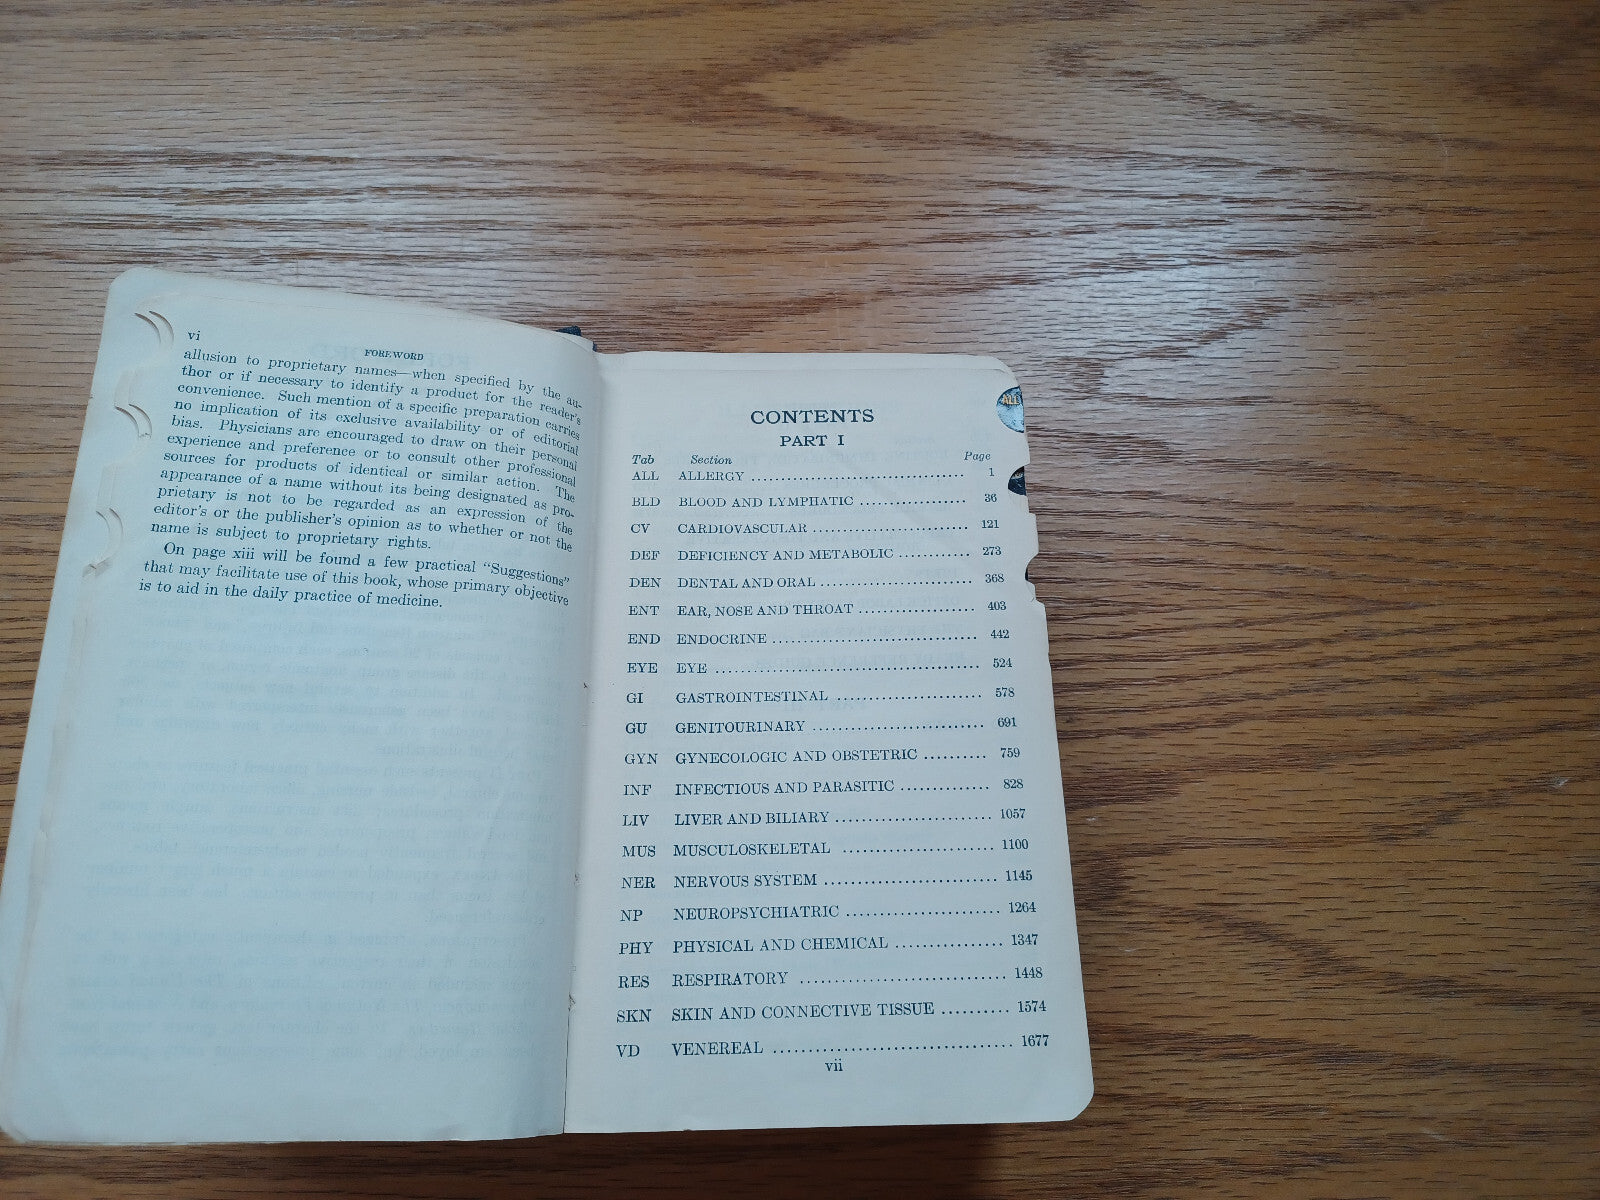 vi
FOREWORD
allusion to proprietary names—when specified by the au-
thor or if necessary to identify a product for the reader's
convenience. Such mention of a specific preparation carries
no implication of its exclusive availability or of editorial
bias. Physicians are encouraged to draw on their personal
experience and preference or to consult other professional
sources for products of identical or similar action. The
appearance of a name without its being designated as pro-
prietary is not to be regarded as an expression of the
editor's or the publisher's opinion as to whether or not the
name is subject to proprietary rights.
On page xiii will be found a few practical "Suggestions"
that may facilitate use of this book, whose primary objective
is to aid in the daily practice of medicine.
CONTENTS
PART I
Tab Section Page
ALL ALLERGY .................................... 1
BLD BLOOD AND LYMPHATIC .................. 36
CV CARDIOVASCULAR .......................... 121
DEF DEFICIENCY AND METABOLIC ............ 273
DEN DENTAL AND ORAL ......................... 368
ENT EAR, NOSE AND THROAT ................... 403
END ENDOCRINE ................................. 442
EYE EYE .......................................... 524
GI GASTROINTESTINAL ....................... 578
GU GENITOURINARY ........................... 691
GYN GYNECOLOGIC AND OBSTETRIC .......... 759
INF INFECTIOUS AND PARASITIC ............. 828
LIV LIVER AND BILIARY ....................... 1057
MUS MUSCULOSKELETAL ...................... 1100
NER NERVOUS SYSTEM .......................... 1145
NP NEUROPSYCHIATRIC ...................... 1264
PHY PHYSICAL AND CHEMICAL ................ 1347
RES RESPIRATORY .............................. 1448
SKN SKIN AND CONNECTIVE TISSUE .......... 1574
VD VENEREAL .................................. 1677
vii
ALL